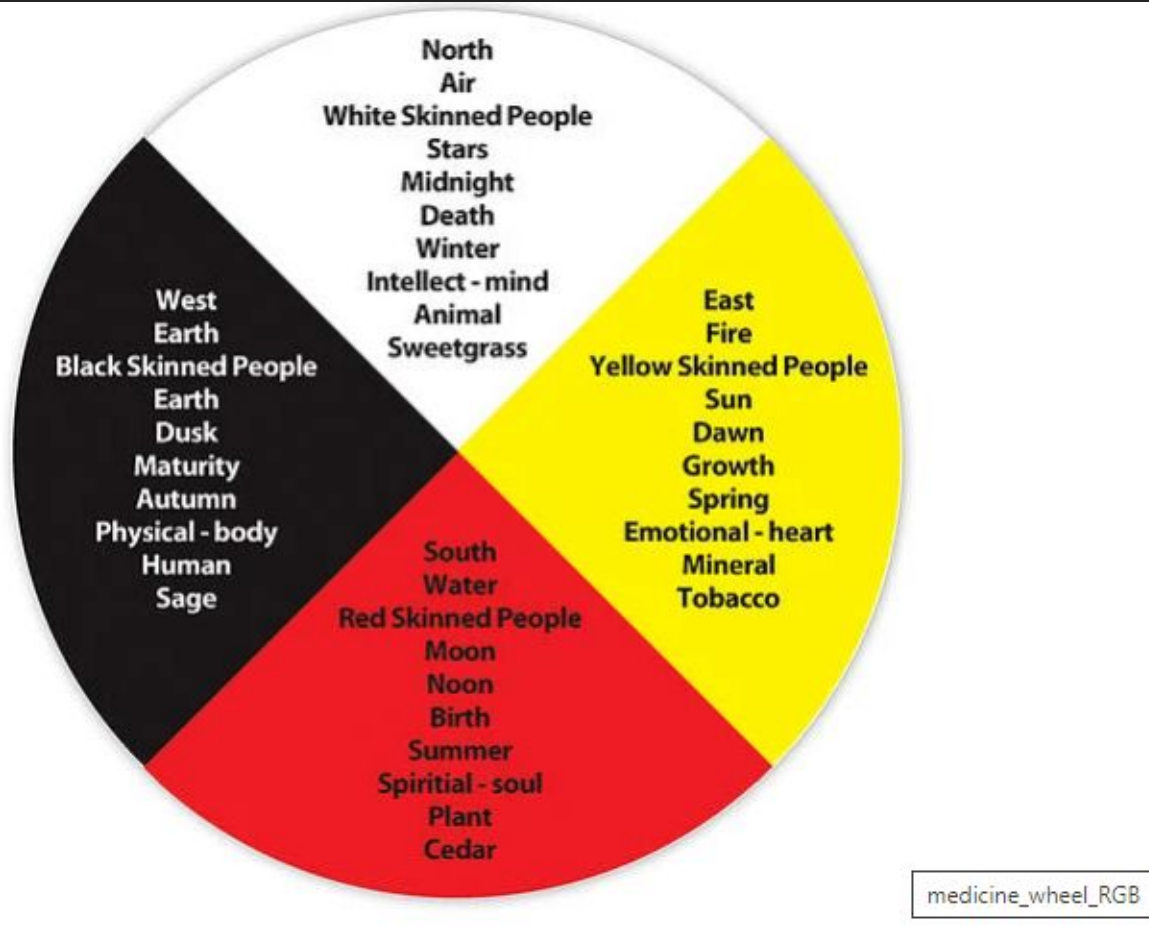 North
Air
White Skinned People
Stars
Midnight
Death
Winter
Intellect - mind
Animal
Sweetgrass
West
Earth
Black Skinned People
Earth
Dusk
Maturity
Autumn
Physical - body
Human
Sage
East
Fire
Yellow Skinned People
Sun
Dawn
Growth
Spring
Emotional - heart
Mineral
Tobacco
South
Water
Red Skinned People
Moon
Noon
Birth
Summer
Spiritial - soul
Plant
Cedar
medicine_wheel_RGB